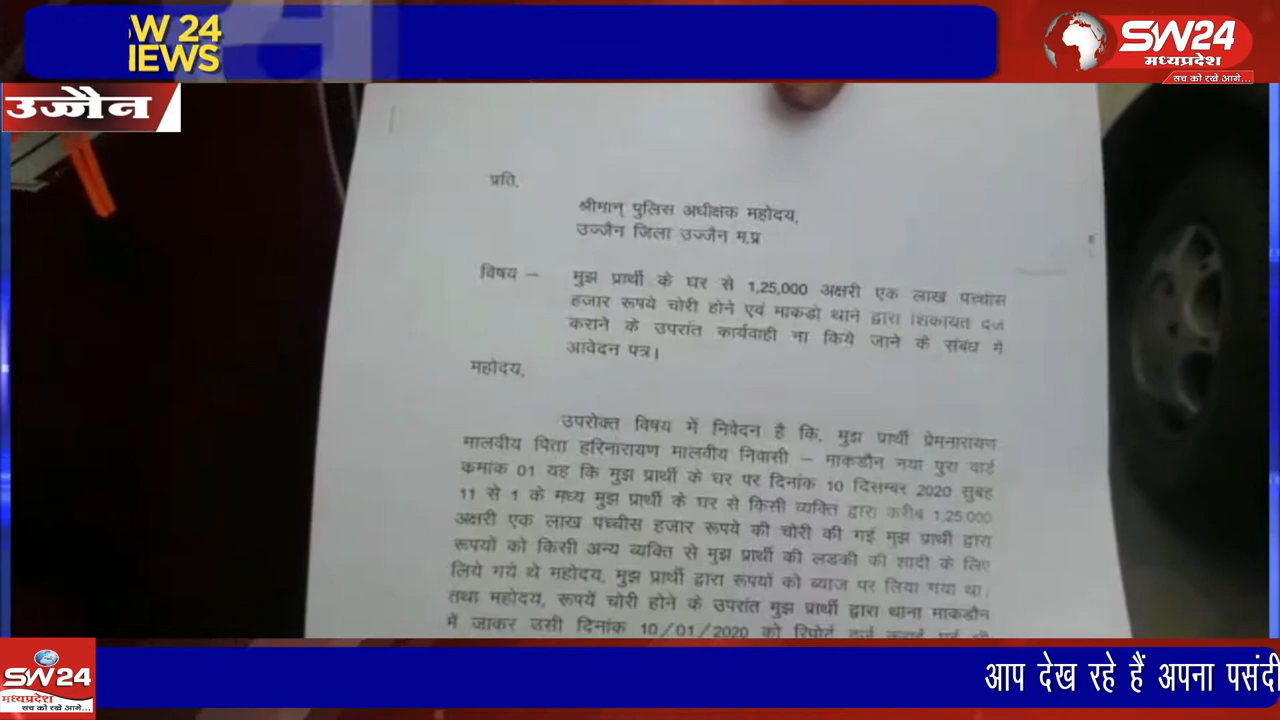 SW 24
NEWS
SW24
मध्यप्रदेश
सच को रखे आगे...
उज्जैन
प्रति,
श्रीमान् पुलिस अधीक्षक महोदय,
उज्जैन जिला उज्जैन म.प्र
विषय – मुझ प्रार्थी के घर से 1,25,000 अक्षरी एक लाख पच्चीस
हजार रूपये चोरी होने एवं माकडो थाने द्वारा शिकायत दर्ज
कराने के उपरांत कार्यवाही ना किये जाने के संबंध में
आवेदन पत्र।
महोदय,
उपरोक्त विषय में निवेदन है कि, मुझ प्रार्थी प्रेमनारायण
मालवीय पिता हरिनारायण मालवीय निवासी – माकडौन नया पुरा वार्ड
क्रमांक 01 यह कि मुझ प्रार्थी के घर पर दिनांक 10 दिसम्बर 2020 सुबह
11 से 1 के मध्य मुझ प्रार्थी के घर से किसी व्यक्ति द्वारा करीब 1,25,000
अक्षरी एक लाख पच्चीस हजार रूपये की चोरी की गई मुझ प्रार्थी द्वारा
रूपयों को किसी अन्य व्यक्ति से मुझ प्रार्थी की लडकी की शादी के लिए
लिये गये थे महोदय, मुझ प्रार्थी द्वारा रूपयों को ब्याज पर लिया गया था।
तथा महोदय, रूपयें चोरी होने के उपरांत मुझ प्रार्थी द्वारा थाना माकडौन
में जाकर उसी दिनांक 10/01/2020 को रिपोर्ट दर्ज
SW24
मध्यप्रदेश
सच को रखे आगे...
आप देख रहे हैं अपना पसंदी